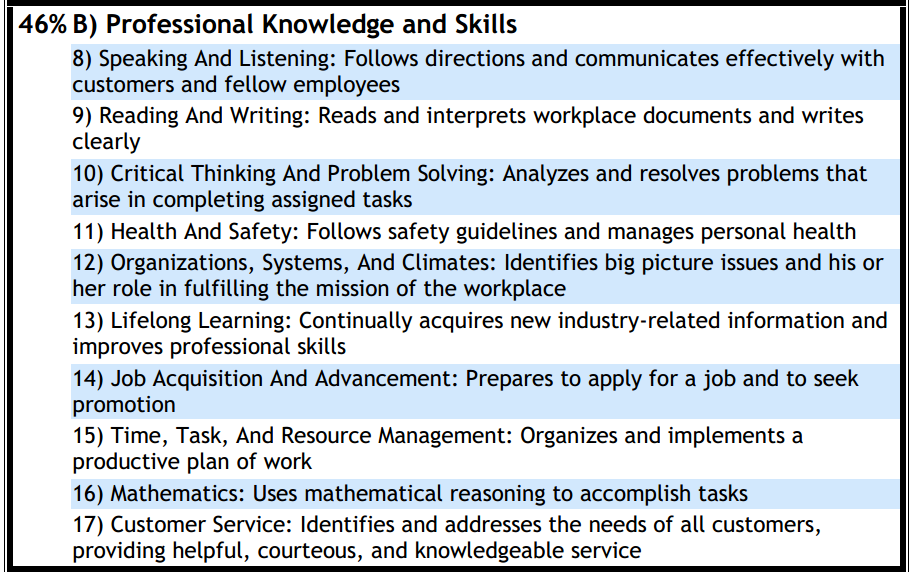 46% B) Professional Knowledge and Skills
8) Speaking And Listening: Follows directions and communicates effectively with
customers and fellow employees
9) Reading And Writing: Reads and interprets workplace documents and writes
clearly
10) Critical Thinking And Problem Solving: Analyzes and resolves problems that
arise in completing assigned tasks
11) Health And Safety: Follows safety guidelines and manages personal health
12) Organizations, Systems, And Climates: Identifies big picture issues and his or
her role in fulfilling the mission of the workplace
13) Lifelong Learning: Continually acquires new industry-related information and
improves professional skills
14) Job Acquisition And Advancement: Prepares to apply for a job and to seek
promotion
15) Time, Task, And Resource Management: Organizes and implements a
productive plan of work
16) Mathematics: Uses mathematical reasoning to accomplish tasks
17) Customer Service: Identifies and addresses the needs of all customers,
providing helpful, courteous, and knowledgeable service